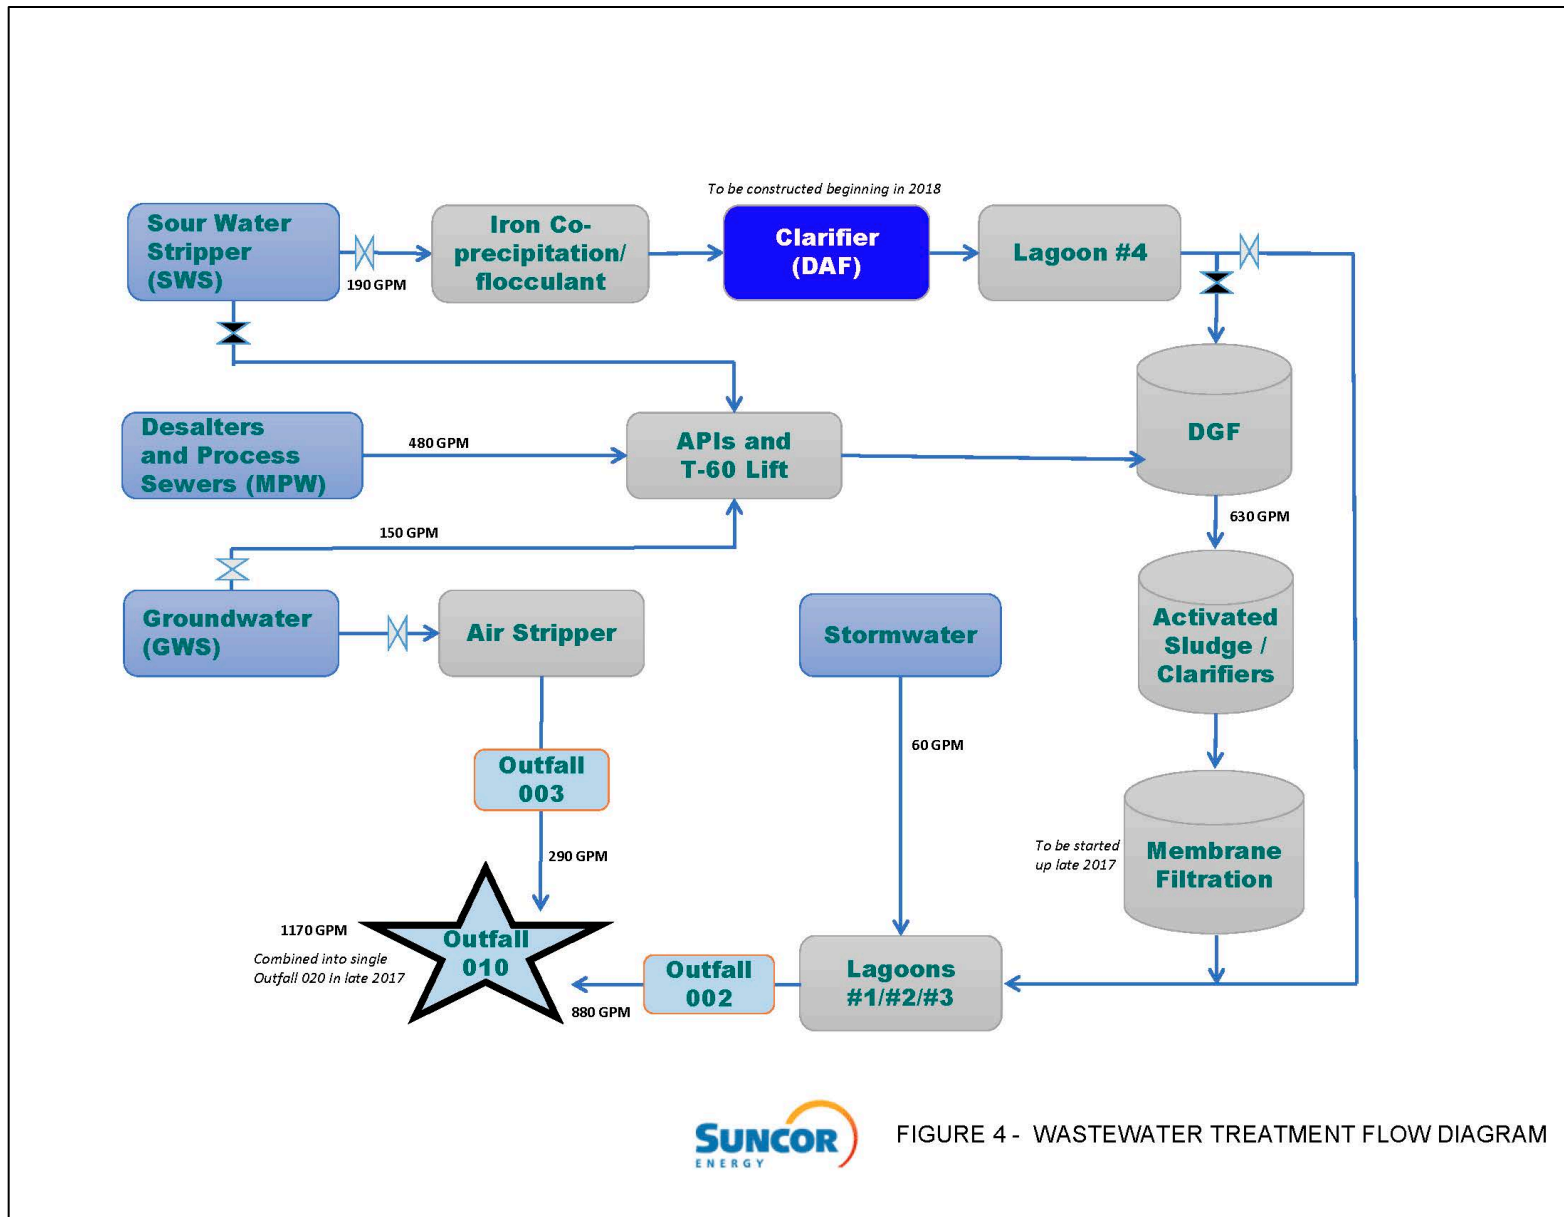 To be constructed beginning in 2018
Sour Water
Stripper
(SWS)
190 GPM
Iron Co-
precipitation/
flocculant
Clarifier
(DAF)
Lagoon #4
Desalters
and Process
Sewers (MPW)
480 GPM
APIs and
T-60 Lift
DGF
630 GPM
150 GPM
Groundwater
(GWS)
Air Stripper
Stormwater
Activated
Sludge /
Clarifiers
60 GPM
Outfall
003
290 GPM
To be started
up late 2017
Membrane
Filtration
1170 GPM
Combined into single
Outfall 020 In late 2017
Outfall
010
880 GPM
Outfall
002
Lagoons
#1/#2/#3
SUNCOR
ENERGY
FIGURE 4 - WASTEWATER TREATMENT FLOW DIAGRAM